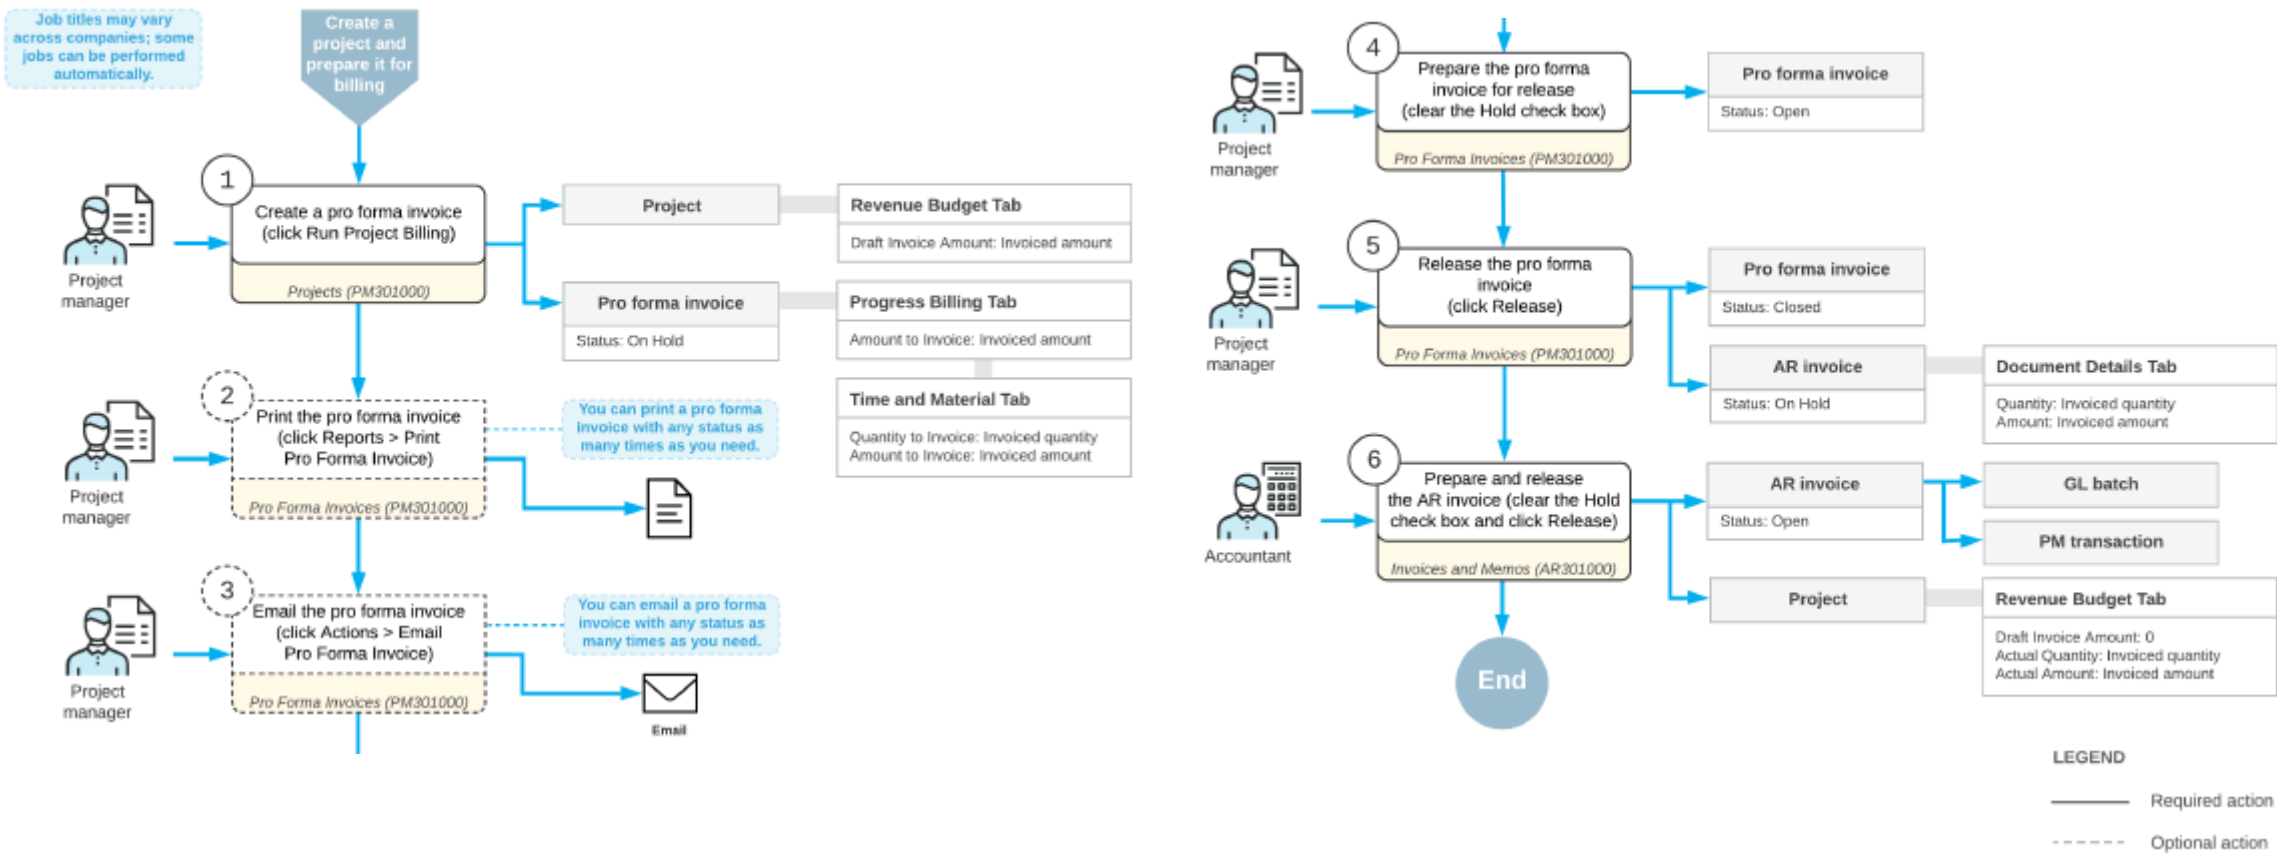 Job titles may vary
across companies; some
jobs can be performed
automatically.
Create a
project and
prepare it for
billing
1
Create a pro forma invoice
(click Run Project Billing)
Projects (PM301000)
Project
manager
Project
Revenue Budget Tab
Draft Invoice Amount: Invoiced amount
Pro forma invoice
Status: On Hold
Progress Billing Tab
Amount to Invoice: Invoiced amount
Time and Material Tab
Quantity to Invoice: Invoiced quantity
Amount to Invoice: Invoiced amount
2
Print the pro forma invoice
(click Reports > Print
Pro Forma Invoice)
Pro Forma Invoices (PM301000)
Project
manager
You can print a pro forma
invoice with any status as
many times as you need.
3
Email the pro forma invoice
(click Actions > Email
Pro Forma Invoice)
Pro Forma Invoices (PM301000)
Project
manager
You can email a pro forma
invoice with any status as
many times as you need.
Email
4
Prepare the pro forma
invoice for release
(clear the Hold check box)
Pro Forma Invoices (PM301000)
Project
manager
Pro forma invoice
Status: Open
5
Release the pro forma
invoice
(click Release)
Pro Forma Invoices (PM301000)
Project
manager
Pro forma invoice
Status: Closed
AR invoice
Status: On Hold
Document Details Tab
Quantity: Invoiced quantity
Amount: Invoiced amount
6
Prepare and release
the AR invoice (clear the Hold
check box and click Release)
Invoices and Memos (AR301000)
Accountant
AR invoice
Status: Open
GL batch
PM transaction
Project
Revenue Budget Tab
Draft Invoice Amount: 0
Actual Quantity: Invoiced quantity
Actual Amount: Invoiced amount
End
LEGEND
Required action
Optional action